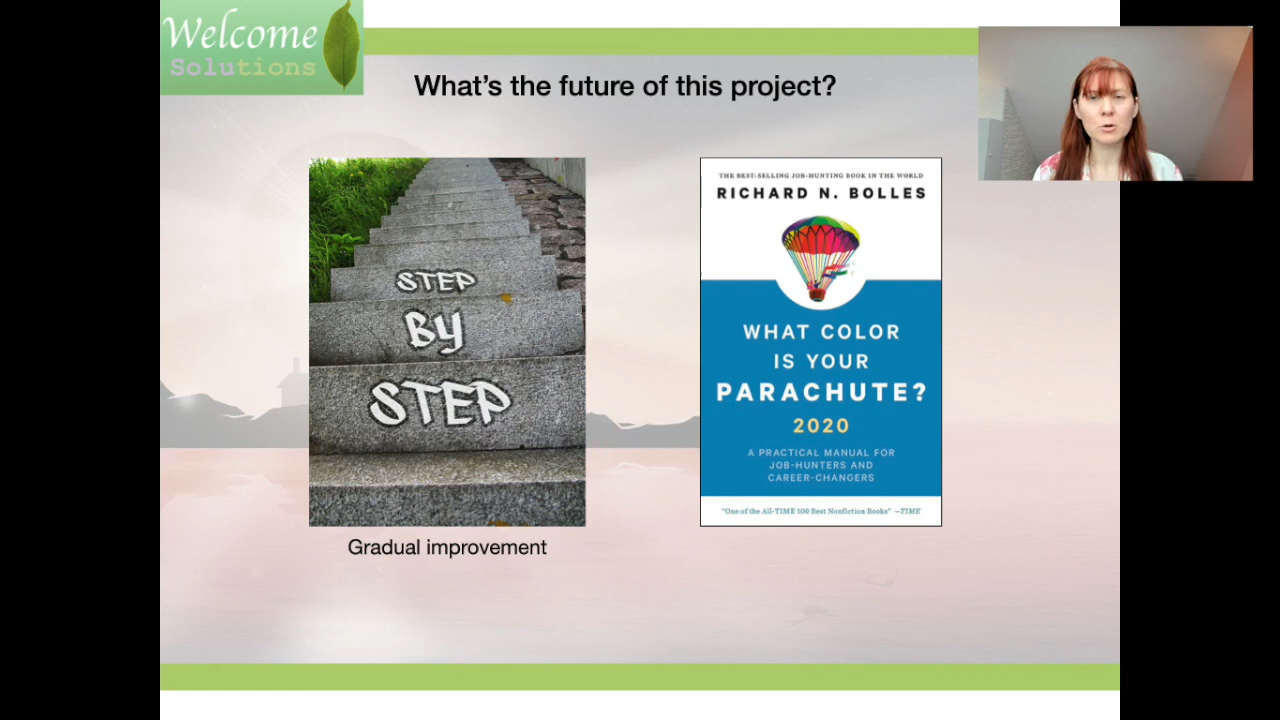 Welcome
Solutions
What's the future of this project?
STEP
By
STEP
Gradual improvement
THE BEST-SELLING JOB-HUNTING BOOK IN THE WORLD
RICHARD N. BOLLES
WHAT COLOR
IS YOUR
PARACHUTE?
2020
A PRACTICAL MANUAL FOR
JOB-HUNTERS AND
CAREER-CHANGERS
"One of the All-TIME 100 Best Nonfiction Books" —TIME